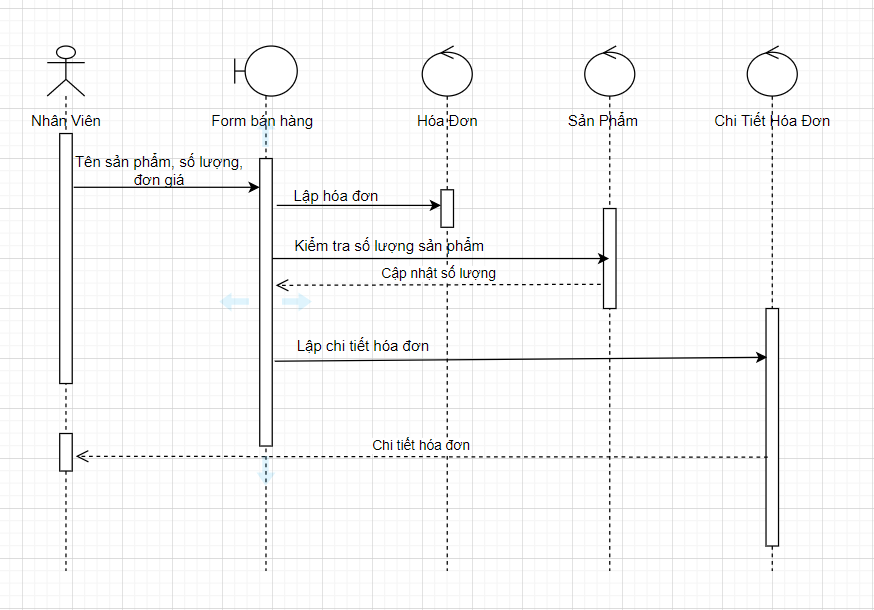 Nhân Viên
Form bán hàng
Hóa Đơn
Sản Phẩm
Chi Tiết Hóa Đơn
Tên sản phẩm, số lượng,
đơn giá
Lập hóa đơn
Kiểm tra số lượng sản phẩm
Cập nhật số lượng
Lập chi tiết hóa đơn
Chi tiết hóa đơn